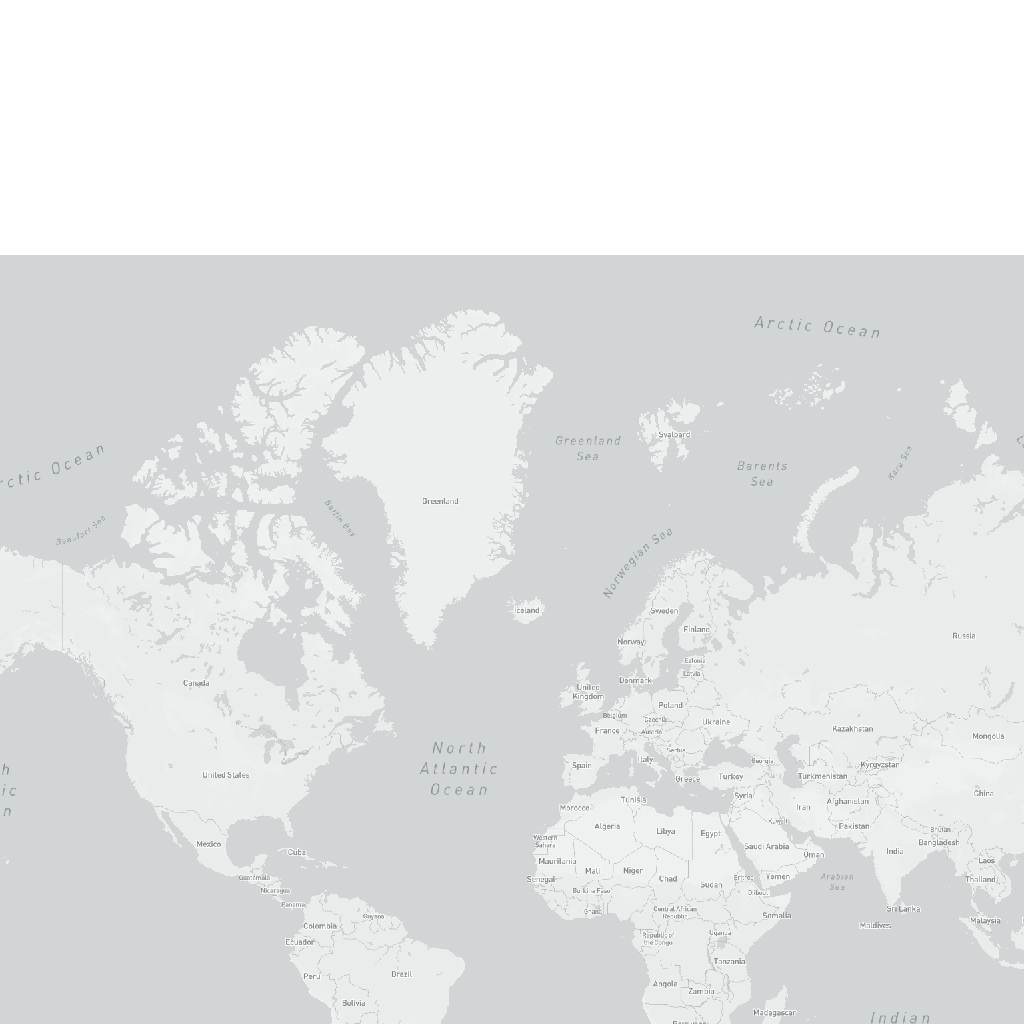 Arctic Ocean
Svalbard
Greenland
Sea
rctic Ocean
Barents
Sea
Kara Sea
Greenland
Baffin Bay
Beaufort Sea
Norwegian Sea
Iceland
Sweden
Finland
Russia
Norway
Estonia
Latvia
Canada
Denmark
United
Kingdom
Poland
Belgium
Czechia
Ukraine
France
Austria
Kazakhstan
Mongolia
North
Atlantic
Ocean
Serbia
Italy
Georgia
Spain
Kyrgyzstan
h
ic
n
United States
Greece
Turkey
Turkmenistan
China
Syria
Tunisia
Morocco
Iran
Afghanistan
Kuwait
Algeria
Libya
Egypt
Pakistan
Bhutan
Western
Sahara
Mexico
Saudi Arabia
Bangladesh
Cuba
India
Oman
Mauritania
Laos
Mali
Niger
Guatemala
Senegal
Chad
Sudan
Eritrea
Yemen
Arabian
Sea
Thailand
Nicaragua
Burkina Faso
Djibouti
Panama
Ghana
Central African
Republic
Sri Lanka
Guyana
Somalia
Colombia
Maldives
Malaysia
Ecuador
Republic of
the Congo
Uganda
Tanzania
Peru
Brazil
Angola
Zambia
Bolivia
Madagascar
Indian